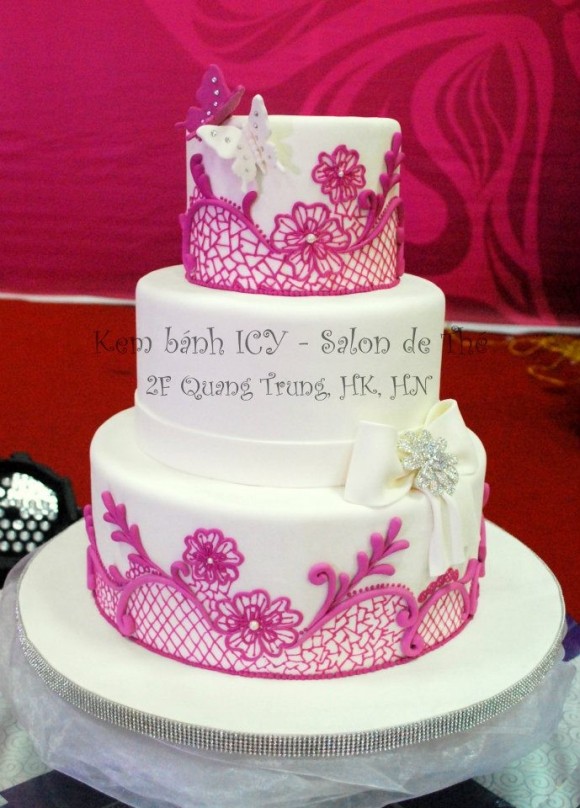 Kem bánh ICY - Salon de Thé
2F Quang Trung, HK, HN